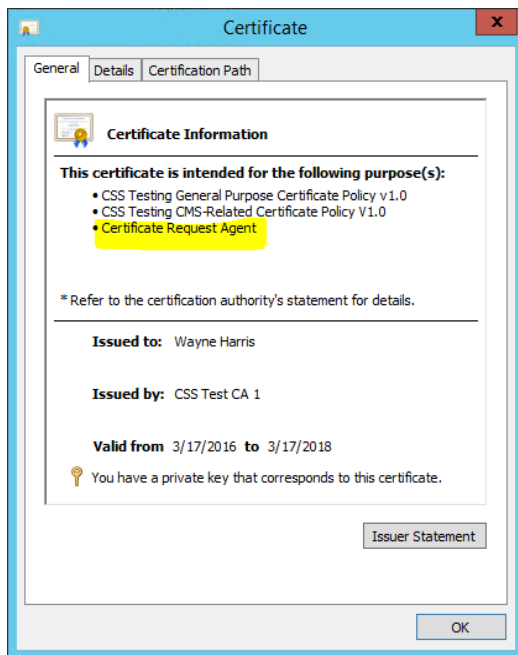 Certificate
x
General Details Certification Path
Certificate Information
This certificate is intended for the following purpose(s):
• CSS Testing General Purpose Certificate Policy v1.0
• CSS Testing CMS-Related Certificate Policy V1.0
• Certificate Request Agent
* Refer to the certification authority's statement for details.
Issued to: Wayne Harris
Issued by: CSS Test CA 1
Valid from 3/17/2016 to 3/17/2018
You have a private key that corresponds to this certificate.
Issuer Statement
OK